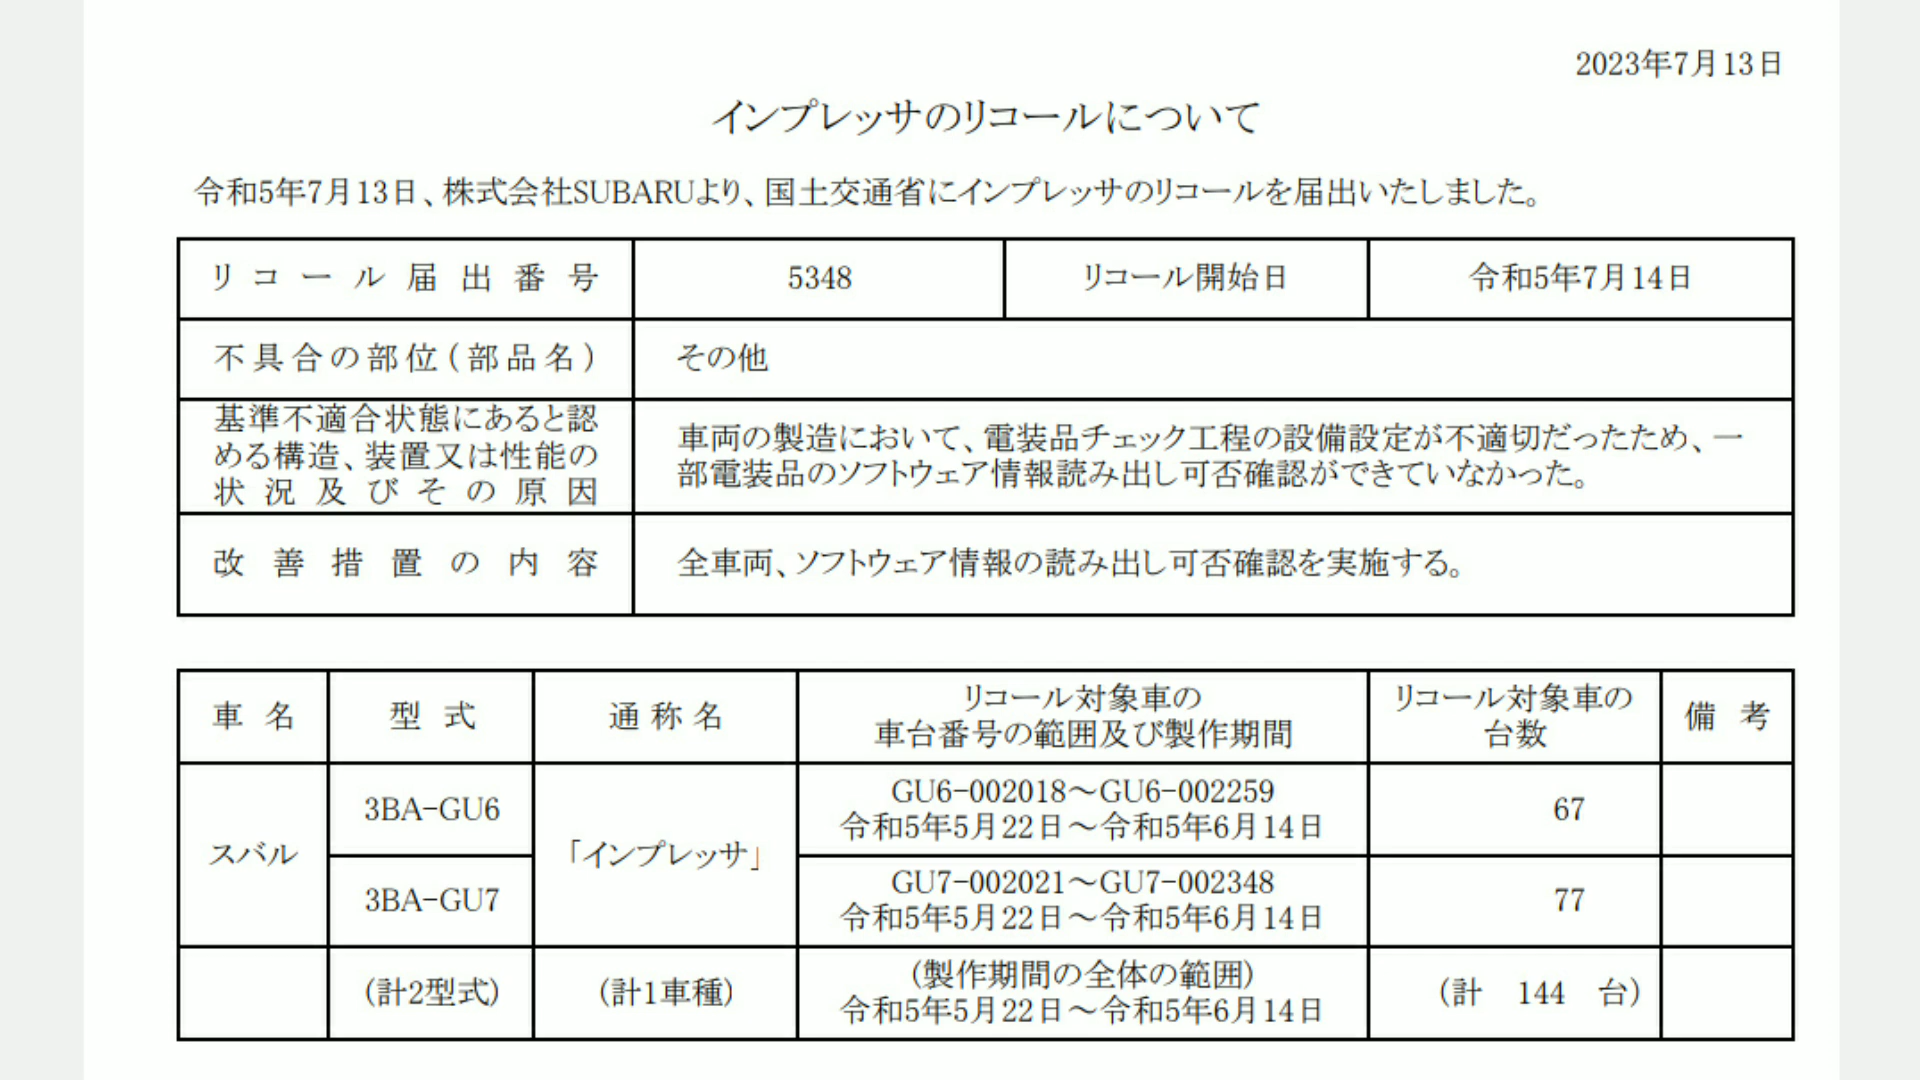 2023年7月13日
インプレッサのリコールについて
令和5年7月13日、株式会社SUBARUより、国土交通省にインプレッサのリコールを届出いたしました。
リコール届出番号 5348 リコール開始日 令和5年7月14日
不具合の部位(部品名) その他
基準不適合状態にあると認
める構造、装置又は性能の
状況及びその原因
車両の製造において、電装品チェック工程の設備設定が不適切だったため、一
部電装品のソフトウェア情報読み出し可否確認ができていなかった。
改善措置の内容 全車両、ソフトウェア情報の読み出し可否確認を実施する。
車名 型式 通称名
リコール対象車の
車台番号の範囲及び製作期間
リコール対象車の
台数
備考
スバル
3BA-GU6
「インプレッサ」
GU6-002018～GU6-002259
令和5年5月22日～令和5年6月14日
67
3BA-GU7
GU7-002021～GU7-002348
令和5年5月22日～令和5年6月14日
77
(計2型式) (計1車種)
(製作期間の全体の範囲)
令和5年5月22日～令和5年6月14日
(計 144 台)